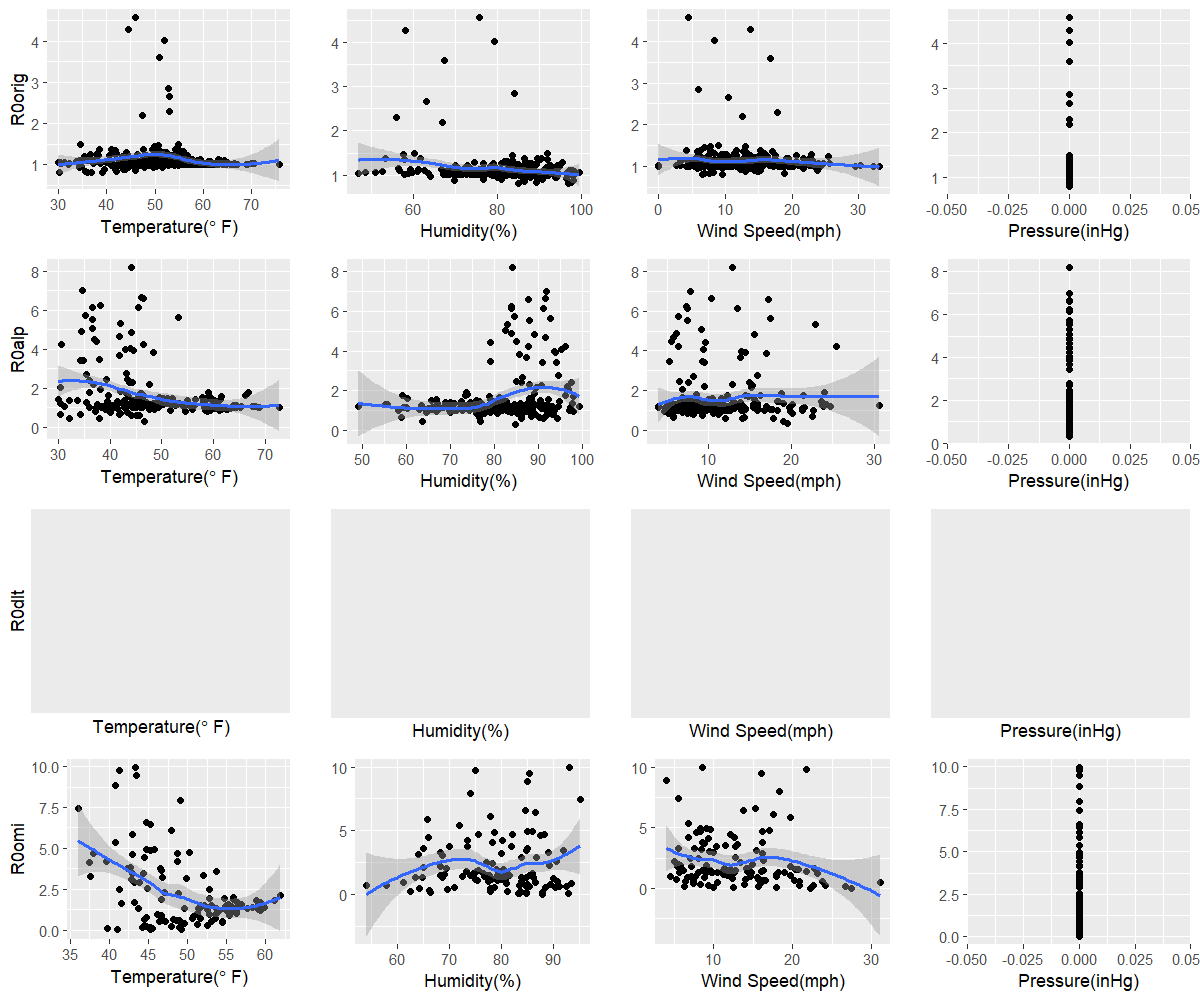 R0orig
4
3
2
1
30 40 50 60 70
Temperature(° F)
4
3
2
1
60 80 100
Humidity(%)
4
3
2
1
0 10 20 30
Wind Speed(mph)
4
3
2
1
-0.050 -0.025 0.000 0.025 0.05
Pressure(inHg)
R0alp
8
6
4
2
0
30 40 50 60 70
Temperature(° F)
8
6
4
2
0
49 60 70 80 90 100
Humidity(%)
8
6
4
2
0
10 20 30
Wind Speed(mph)
8
6
4
2
0
-0.050 -0.025 0.000 0.025 0.05
Pressure(inHg)
R0dlt
Temperature(° F)
Humidity(%)
Wind Speed(mph)
Pressure(inHg)
R0omi
10.0
7.5
5.0
2.5
0.0
35 40 45 50 55 60
Temperature(° F)
10
5
0
60 70 80 90
Humidity(%)
10
5
0
10 20 30
Wind Speed(mph)
10.0
7.5
5.0
2.5
0.0
-0.050 -0.025 0.000 0.025 0.05
Pressure(inHg)